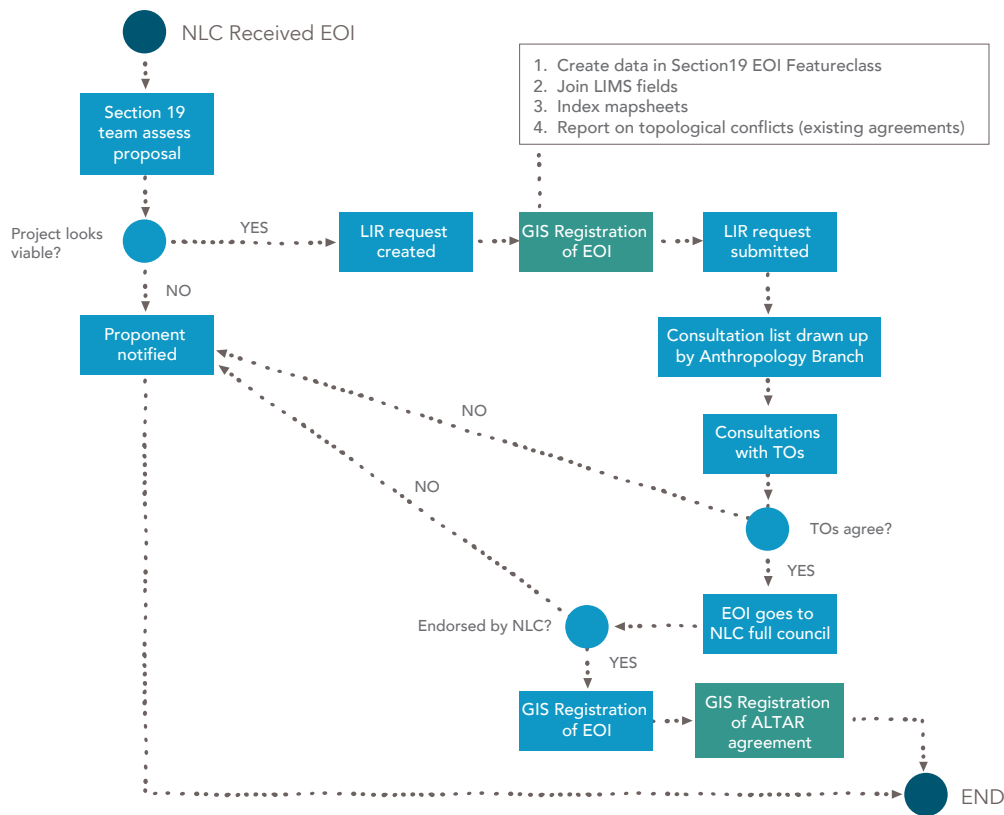 NLC Received EOI
1. Create data in Section19 EOI Featureclass
2. Join LIMS fields
3. Index mapsheets
4. Report on topological conflicts (existing agreements)
Section 19
team assess
proposal
Project looks
viable?
YES
LIR request
created
GIS Registration
of EOI
LIR request
submitted
NO
Proponent
notified
Consultation list drawn up
by Anthropology Branch
NO
Consultations
with TOs
NO
TOs agree?
YES
EOI goes to
NLC full council
Endorsed by NLC?
YES
GIS Registration
of EOI
GIS Registration
of ALTAR
agreement
END